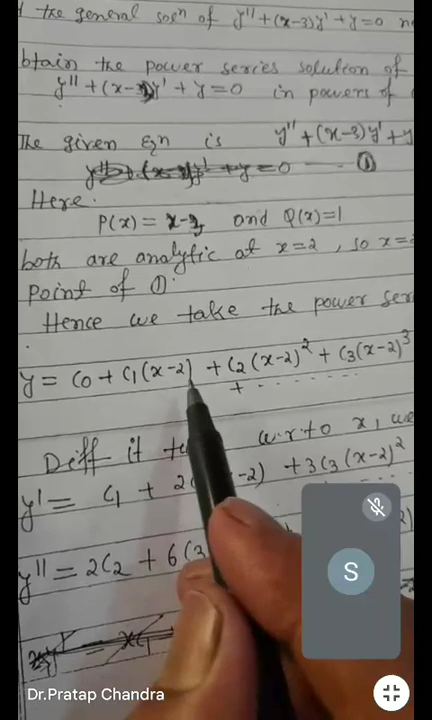 the general solⁿ of y'' + (x-3)y' + y = 0
btain the power series solution of
y'' + (x-3)y' + y = 0 in powers of
The given Eqn is y'' + (x-3)y' + y
①
Here.
P(x) = x-3 and Q(x) = 1
both are analytic at x=2, so x=
point of ①.
Hence we take the power ser
y = C0 + C1(x-2) + C2(x-2)² + C3(x-2)³
+ - - - - - - -
Diff it w.r.to x, we
y' = C1 + 2C -2) + 3C3(x-2)²
y'' = 2C2 + 6C3
S
Dr.Pratap Chandra